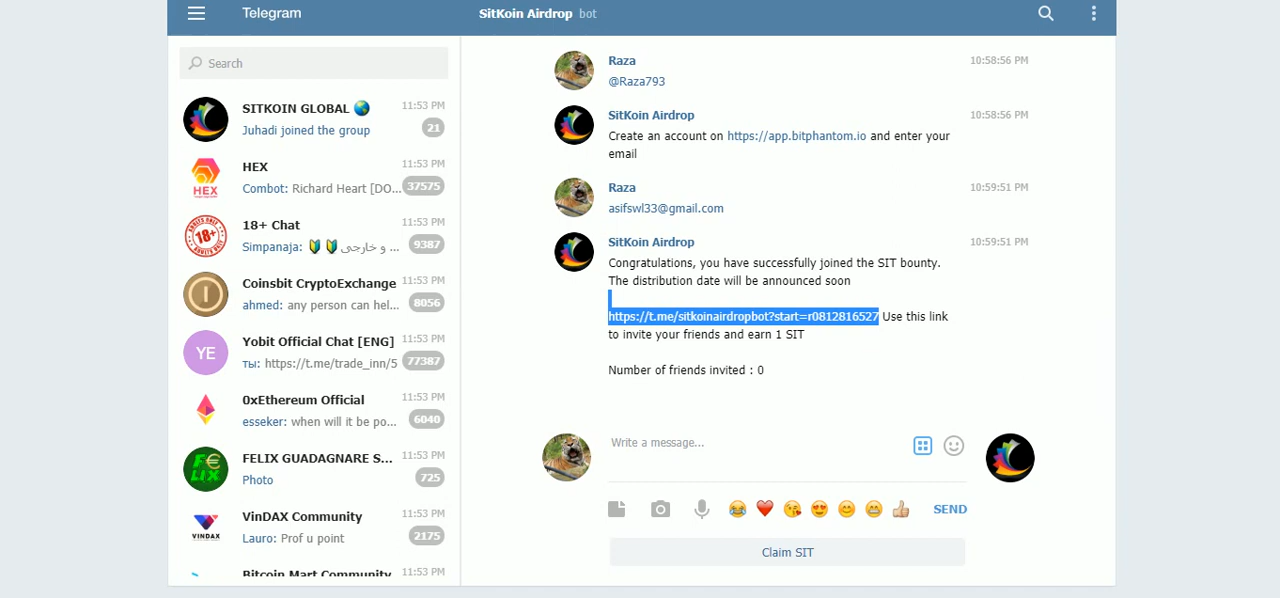 Telegram
SitKoin Airdrop bot
Search
SITKOIN GLOBAL 🌏 11:53 PM
Juhadi joined the group 21
HEX 11:53 PM
Combot: Richard Heart [DO... 37575
HEX
18+ Chat 11:53 PM
Simpanaja: 🔰 🔰 و خارجی ... 9387
18+
Coinsbit CryptoExchange 11:53 PM
ahmed: any person can hel... 8056
Yobit Official Chat [ENG] 11:53 PM
YE
ты: https://t.me/trade_inn/5 77387
0xEthereum Official 11:53 PM
esseker: when will it be po... 6040
FELIX GUADAGNARE S... 11:53 PM
F€
LIX
Photo 725
VinDAX Community 11:53 PM
VINDAX
Lauro: Prof u point 2175
Bitcoin Mart Community 11:53 PM
Raza 10:58:56 PM
@Raza793
SitKoin Airdrop 10:58:56 PM
Create an account on https://app.bitphantom.io and enter your
email
Raza 10:59:51 PM
asifswl33@gmail.com
SitKoin Airdrop 10:59:51 PM
Congratulations, you have successfully joined the SIT bounty.
The distribution date will be announced soon
https://t.me/sitkoinairdropbot?start=r0812816527 Use this link
to invite your friends and earn 1 SIT
Number of friends invited : 0
Write a message...
😂 ❤️ 😘 😍 😊 😁 👍 SEND
Claim SIT